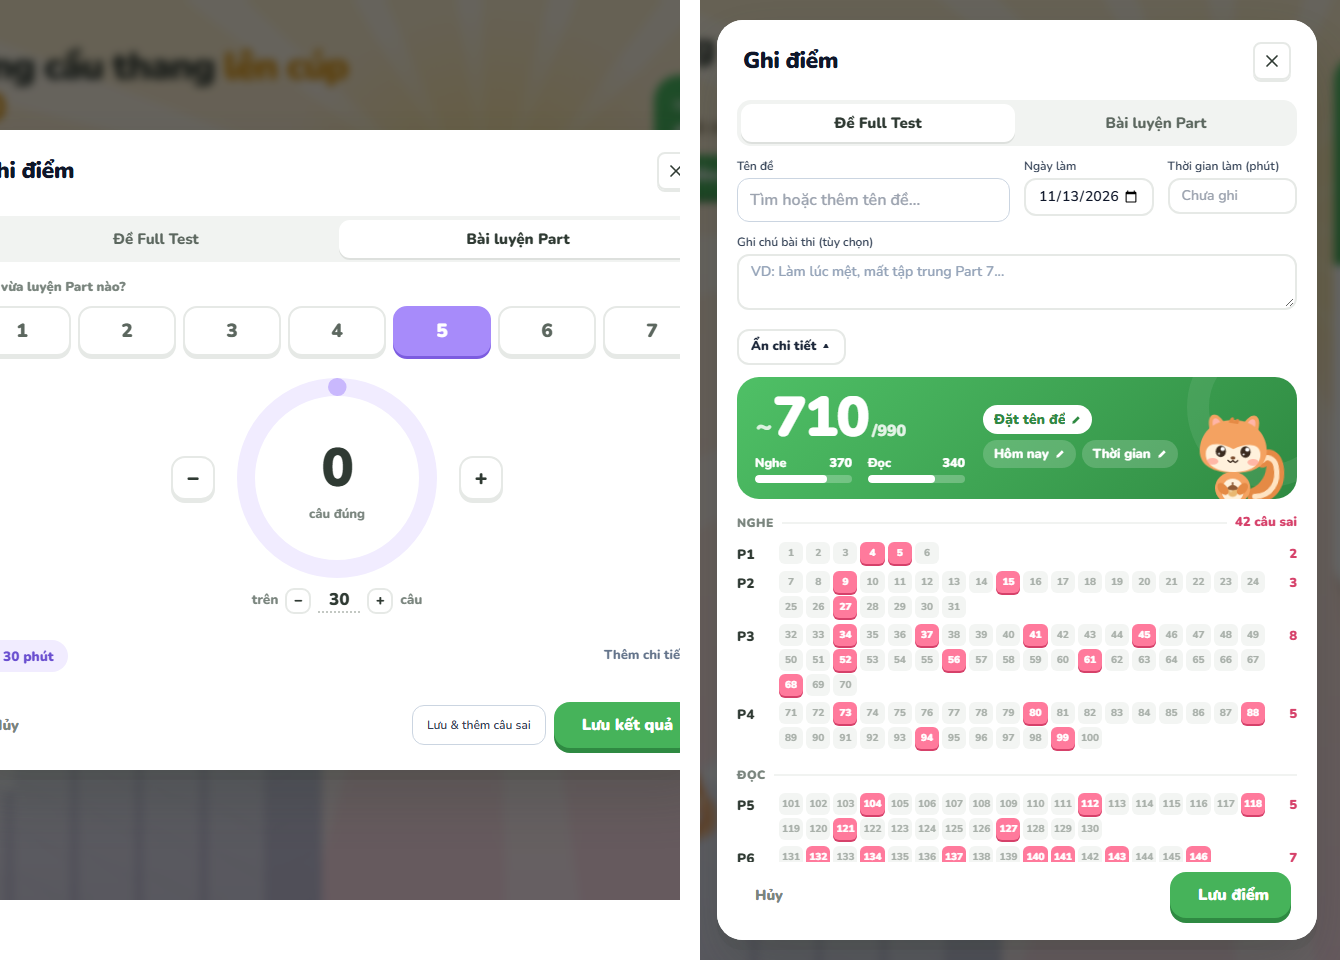 ng cầu thang lên cúp
hi điểm
Đề Full Test
Bài luyện Part
vừa luyện Part nào?
1 2 3 4 5 6 7
−
0
+
câu đúng
trên − 30 + câu
30 phút
Thêm chi tiế
Hủy
Lưu & thêm câu sai
Lưu kết quả
Ghi điểm
Đề Full Test
Bài luyện Part
Tên đề
Ngày làm
Thời gian làm (phút)
Tìm hoặc thêm tên đề...
11/13/2026
Chưa ghi
Ghi chú bài thi (tùy chọn)
VD: Làm lúc mệt, mất tập trung Part 7...
Ẩn chi tiết ▲
~710/990
Đặt tên đề
Hôm nay
Thời gian
Nghe 370
Đọc 340
NGHE
42 câu sai
P1 1 2 3 4 5 6 2
P2 7 8 9 10 11 12 13 14 15 16 17 18 19 20 21 22 23 24 3
25 26 27 28 29 30 31
P3 32 33 34 35 36 37 38 39 40 41 42 43 44 45 46 47 48 49 8
50 51 52 53 54 55 56 57 58 59 60 61 62 63 64 65 66 67
68 69 70
P4 71 72 73 74 75 76 77 78 79 80 81 82 83 84 85 86 87 88 5
89 90 91 92 93 94 95 96 97 98 99 100
ĐỌC
P5 101 102 103 104 105 106 107 108 109 110 111 112 113 114 115 116 117 118 5
119 120 121 122 123 124 125 126 127 128 129 130
P6 131 132 133 134 135 136 137 138 139 140 141 142 143 144 145 146 7
Hủy
Lưu điểm